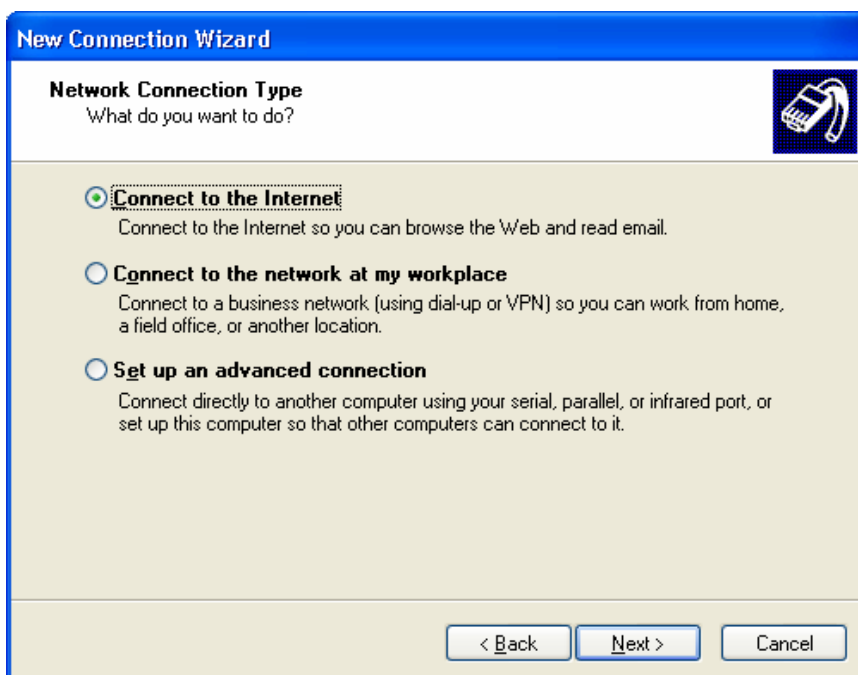 New Connection Wizard
Network Connection Type
What do you want to do?
Connect to the Internet
Connect to the Internet so you can browse the Web and read email.
Connect to the network at my workplace
Connect to a business network (using dial-up or VPN) so you can work from home,
a field office, or another location.
Set up an advanced connection
Connect directly to another computer using your serial, parallel, or infrared port, or
set up this computer so that other computers can connect to it.
< Back Next > Cancel